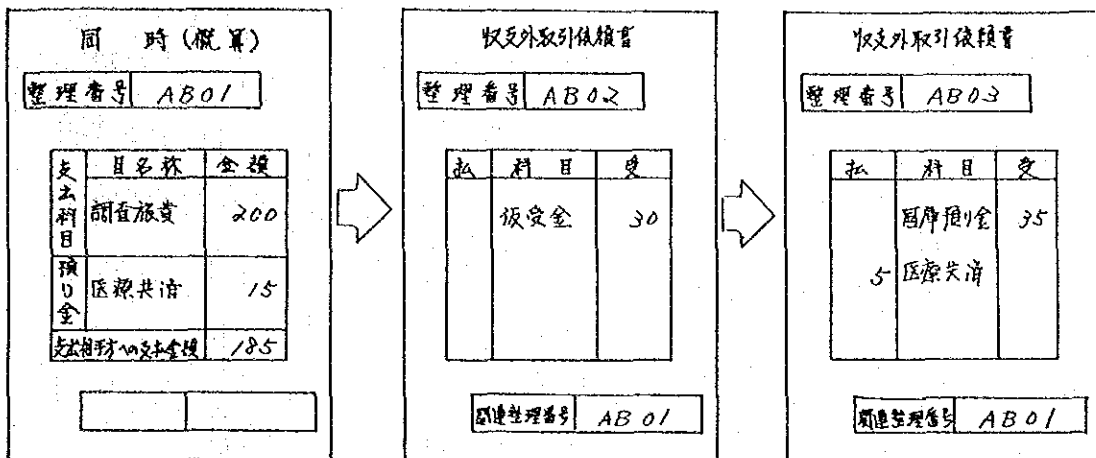 同 時(概算)
整理番号 AB01
支出科目 目名称 金額
調査旅費 200
預り金 医療共済 15
支出相手方への支払金額 185
収支外取引依頼書
整理番号 AB02
払 科目 受
仮受金 30
関連整理番号 AB01
収支外取引依頼書
整理番号 AB03
払 科目 受
国庫預り金 35
5 医療共済
関連整理番号 AB01